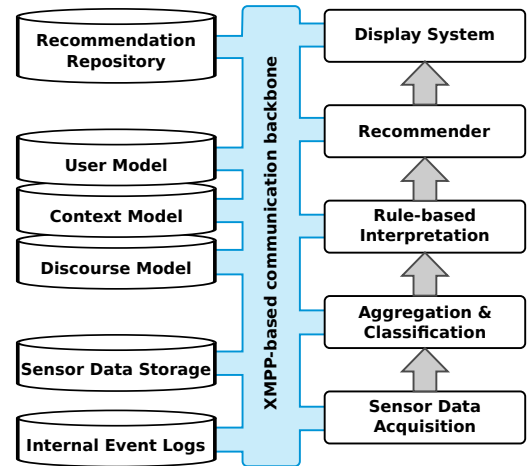 Recommendation
Repository
User Model
Context Model
Discourse Model
Sensor Data Storage
Internal Event Logs
XMPP-based communication backbone
Display System
Recommender
Rule-based
Interpretation
Aggregation &
Classification
Sensor Data
Acquisition